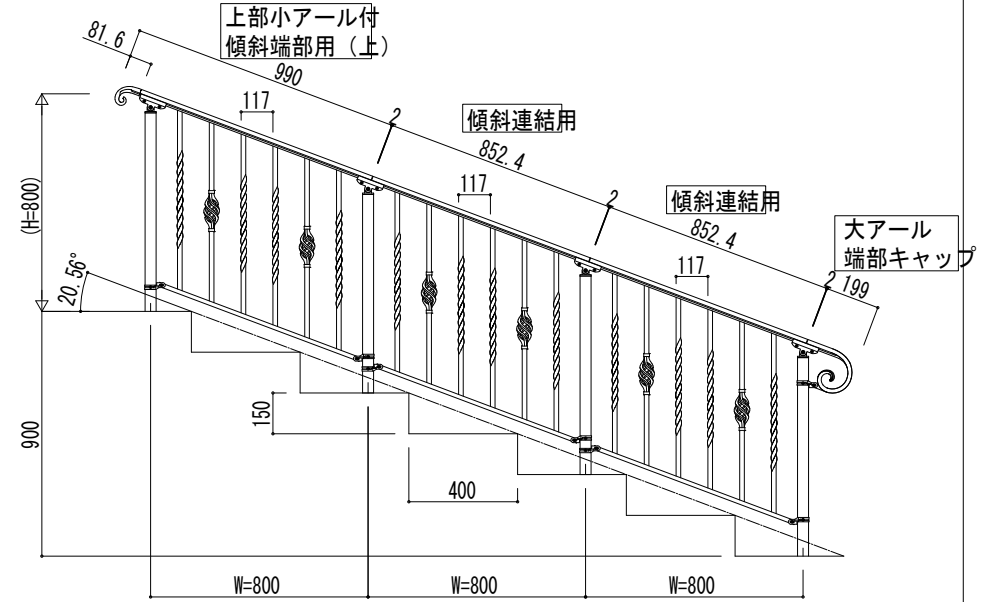 上部小アール付
傾斜端部用（上）
81.6
990
117
2
傾斜連結用
852.4
117
2
傾斜連結用
852.4
117
大アール
端部キャップ
2
199
(H=800)
20.56°
900
150
400
W=800
W=800
W=800